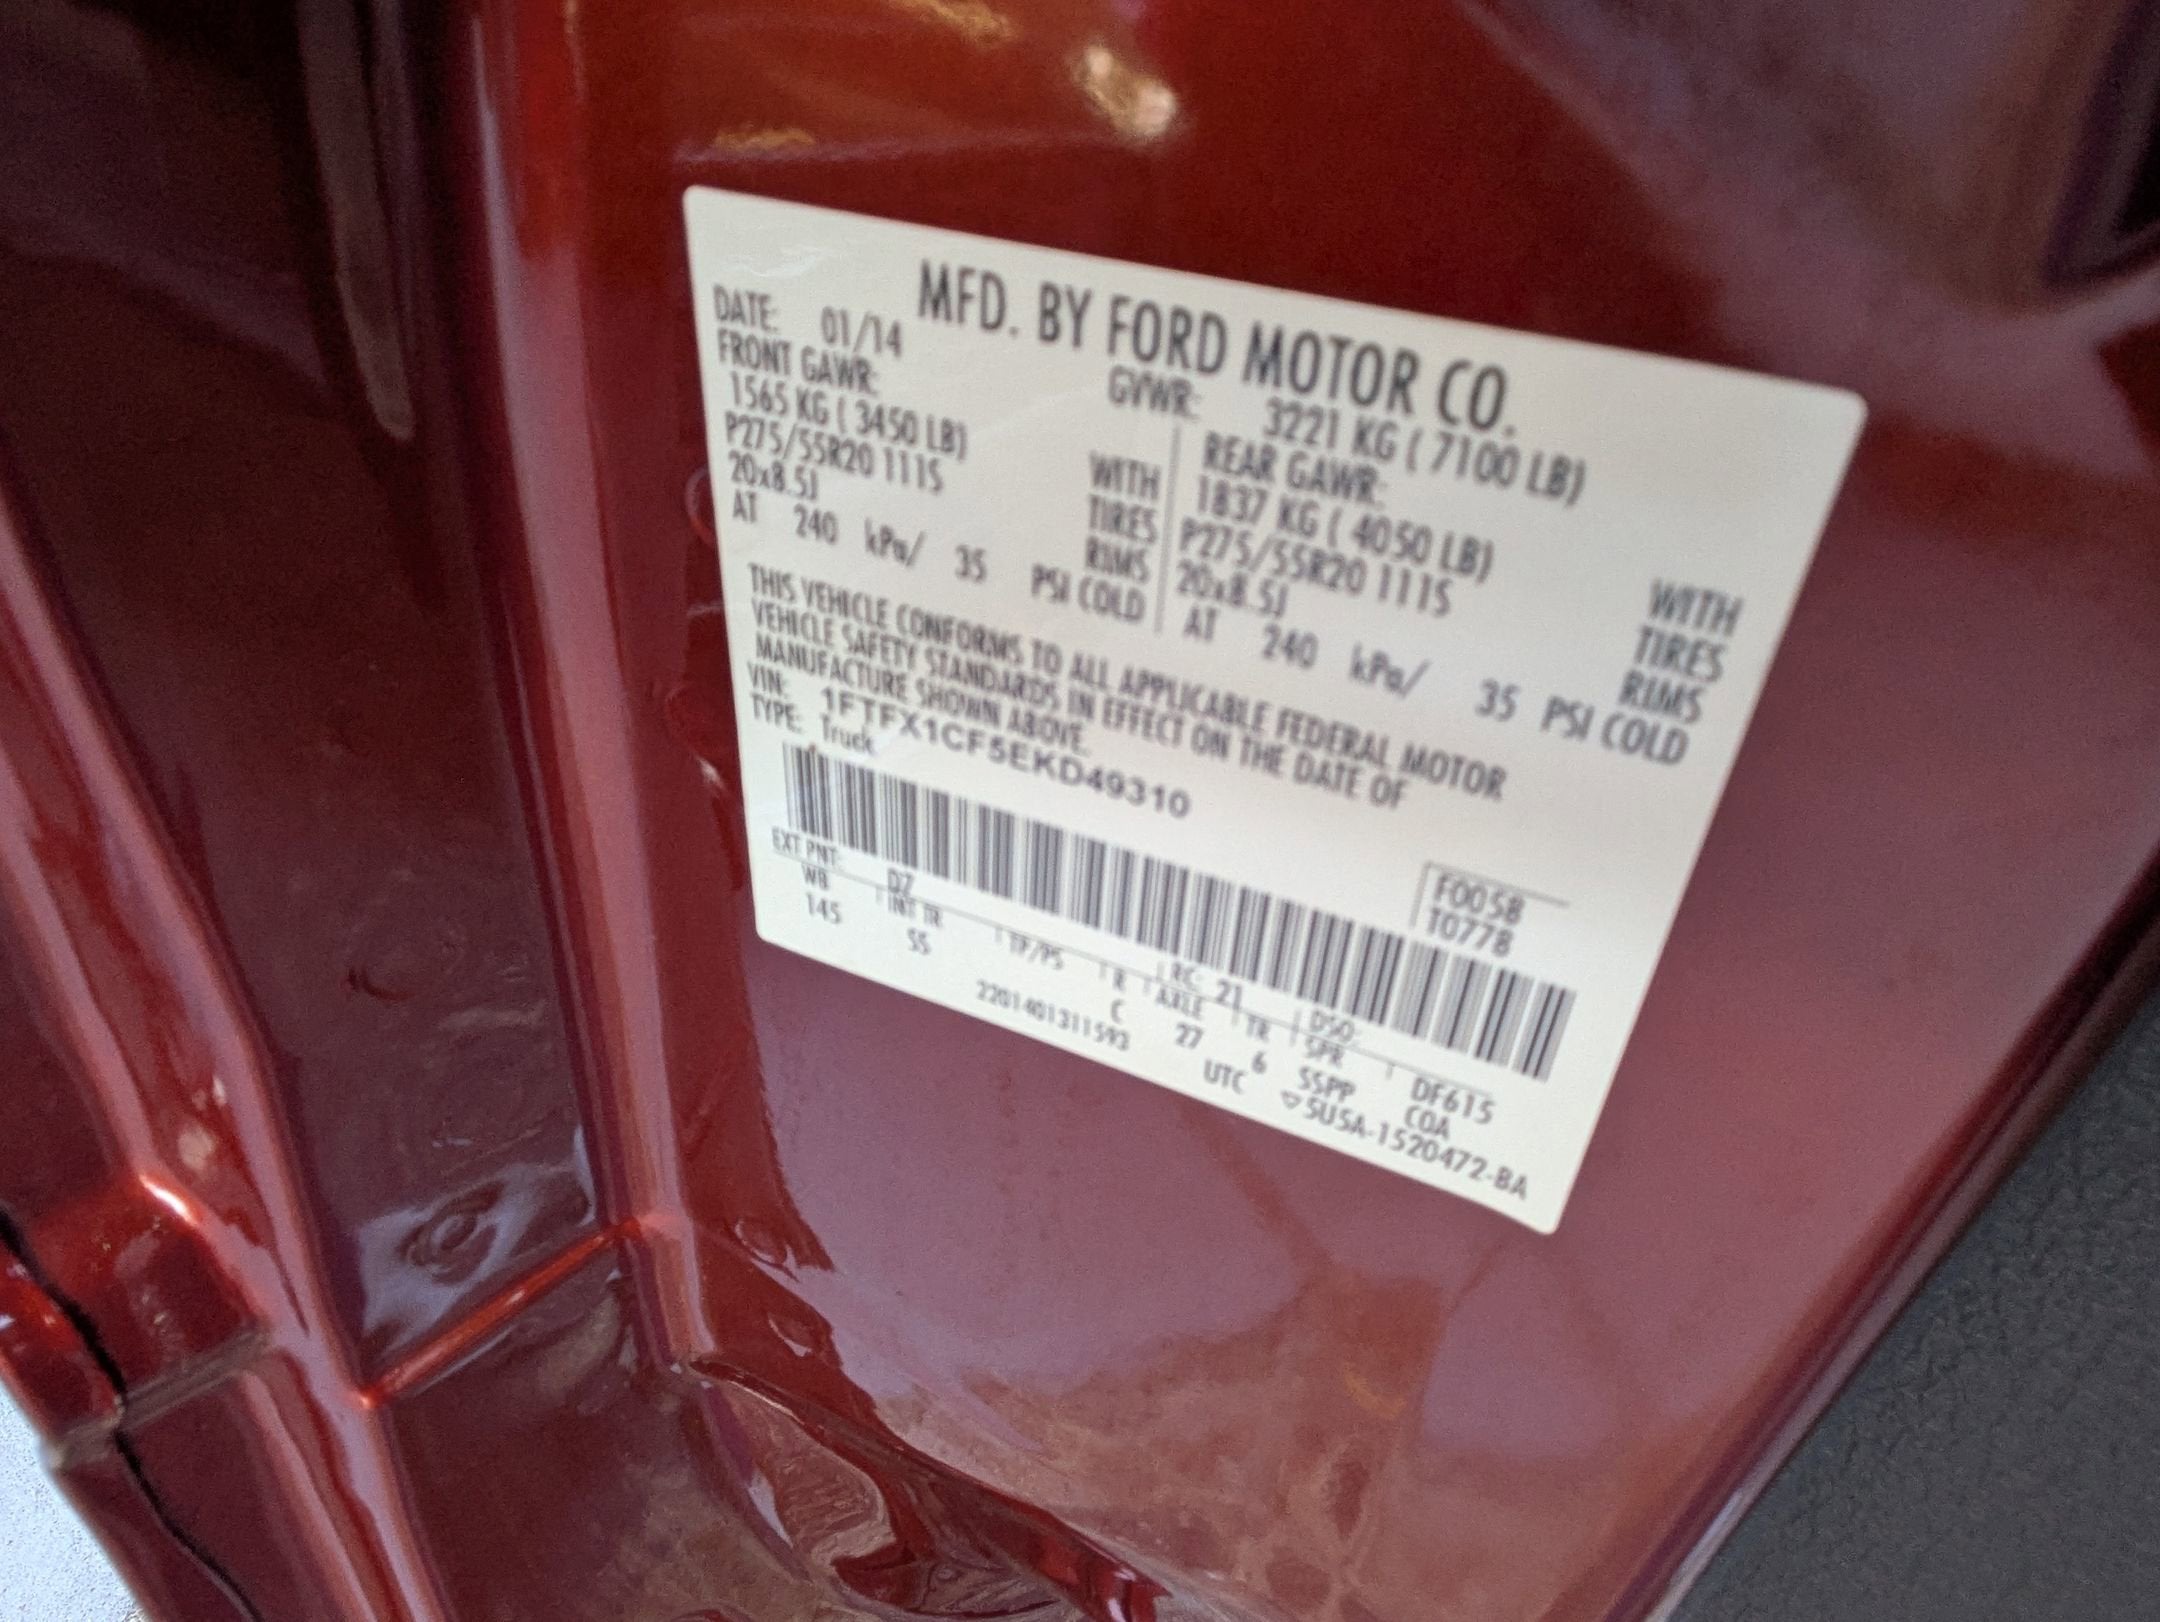 MFD. BY FORD MOTOR CO.
DATE: 01/14
GVWR: 3221 KG ( 7100 LB)
FRONT GAWR:
1565 KG ( 3450 LB) WITH
P275/55R20 111S TIRES
20x8.5J RIMS
AT 240 kPa/ 35 PSI COLD
REAR GAWR:
1837 KG ( 4050 LB) WITH
P275/55R20 111S TIRES
20x8.5J RIMS
AT 240 kPa/ 35 PSI COLD
THIS VEHICLE CONFORMS TO ALL APPLICABLE FEDERAL MOTOR
VEHICLE SAFETY STANDARDS IN EFFECT ON THE DATE OF
MANUFACTURE SHOWN ABOVE.
VIN: 1FTFX1CF5EKD49310
TYPE: Truck
F0058
T0778
EXT PNT: DZ RC: 21 DSO:
WB INT TR TP/PS R AXLE TR SPR DF615
145 SS C 27 6 SSPP COA
2201401311593 UTC ▽5USA-1520472-BA